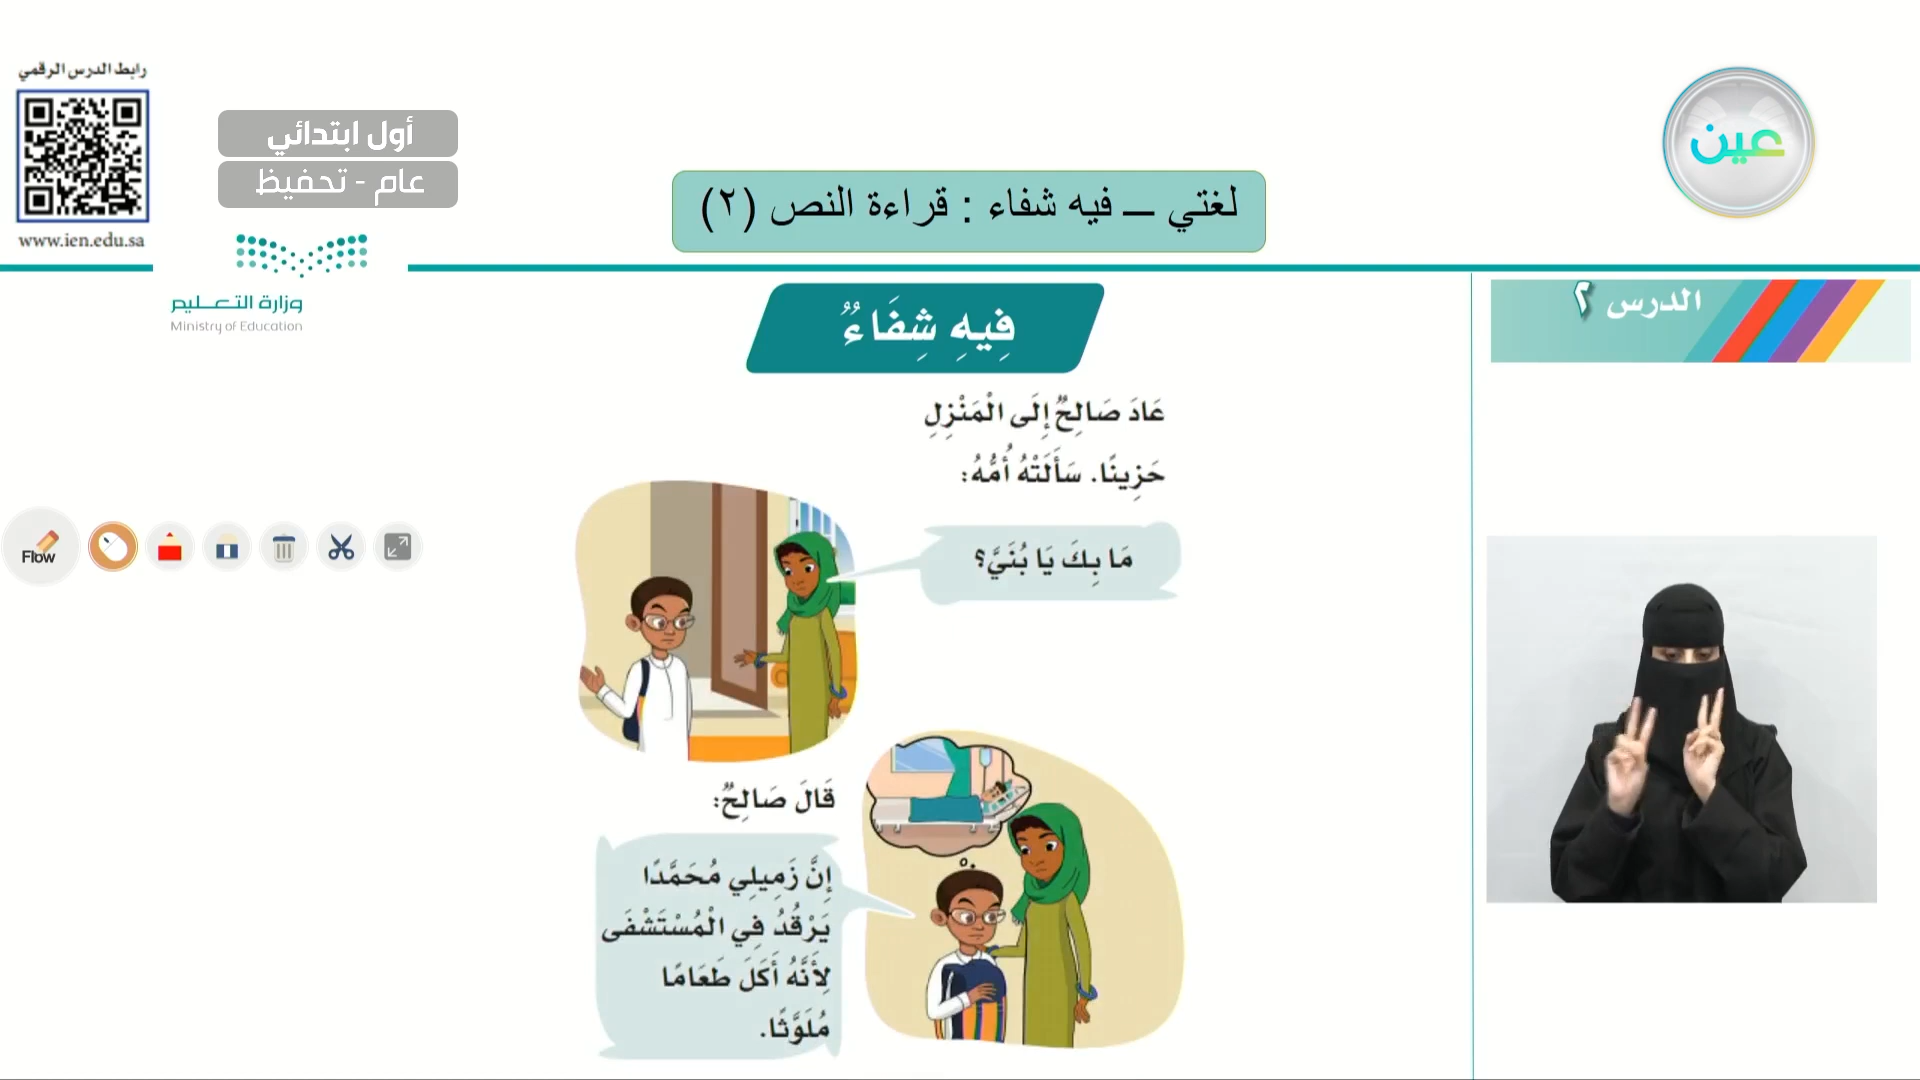 رابط الدرس الرقمي
www.ien.edu.sa
أول ابتدائي
عام - تحفيظ
وزارة التعليم
Ministry of Education
لغتي – فيه شفاء : قراءة النص (٢)
عين
الدرس ٢
فِيهِ شِفَاءٌ
عَادَ صَالِحٌ إِلَى الْمَنْزِلِ
حَزِينًا. سَأَلَتْهُ أُمُّهُ:
مَا بِكَ يَا بُنَيَّ؟
قَالَ صَالِحٌ:
إِنَّ زَمِيلِي مُحَمَّدًا
يَرْقُدُ فِي الْمُسْتَشْفَى
لِأَنَّهُ أَكَلَ طَعَامًا
مُلَوَّثًا.
Flow